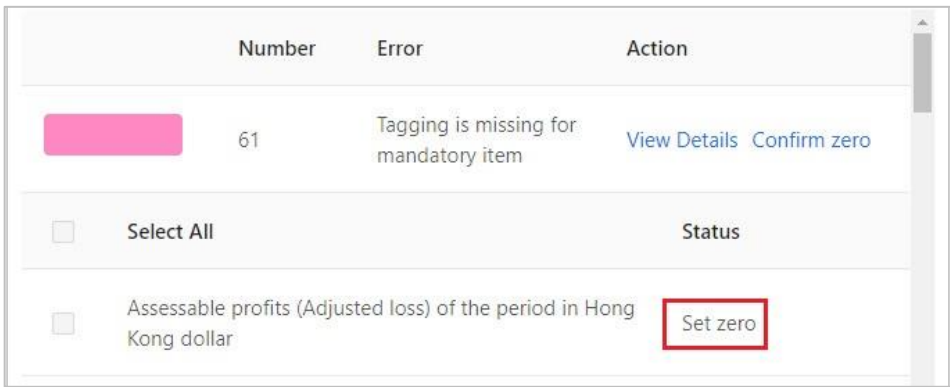 Number Error Action
61 Tagging is missing for mandatory item View Details Confirm zero
Select All Status
Assessable profits (Adjusted loss) of the period in Hong
Kong dollar
Set zero